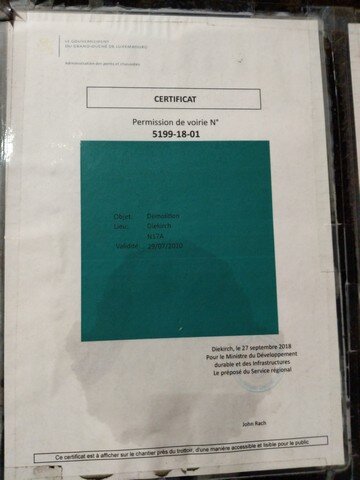 LE GOUVERNEMENT
DU GRAND-DUCHÉ DE LUXEMBOURG
Administration des ponts et chaussées
CERTIFICAT
Permission de voirie N°
5199-18-01
Objet: Démolition
Lieu: Diekirch
N17A
Validité: 29/07/2020
Diekirch, le 27 septembre 2018
Pour le Ministre du Développement
durable et des Infrastructures
Le préposé du Service régional
John Rach
Ce certificat est à afficher sur le chantier près du trottoir, d'une manière accessible et lisible pour le public